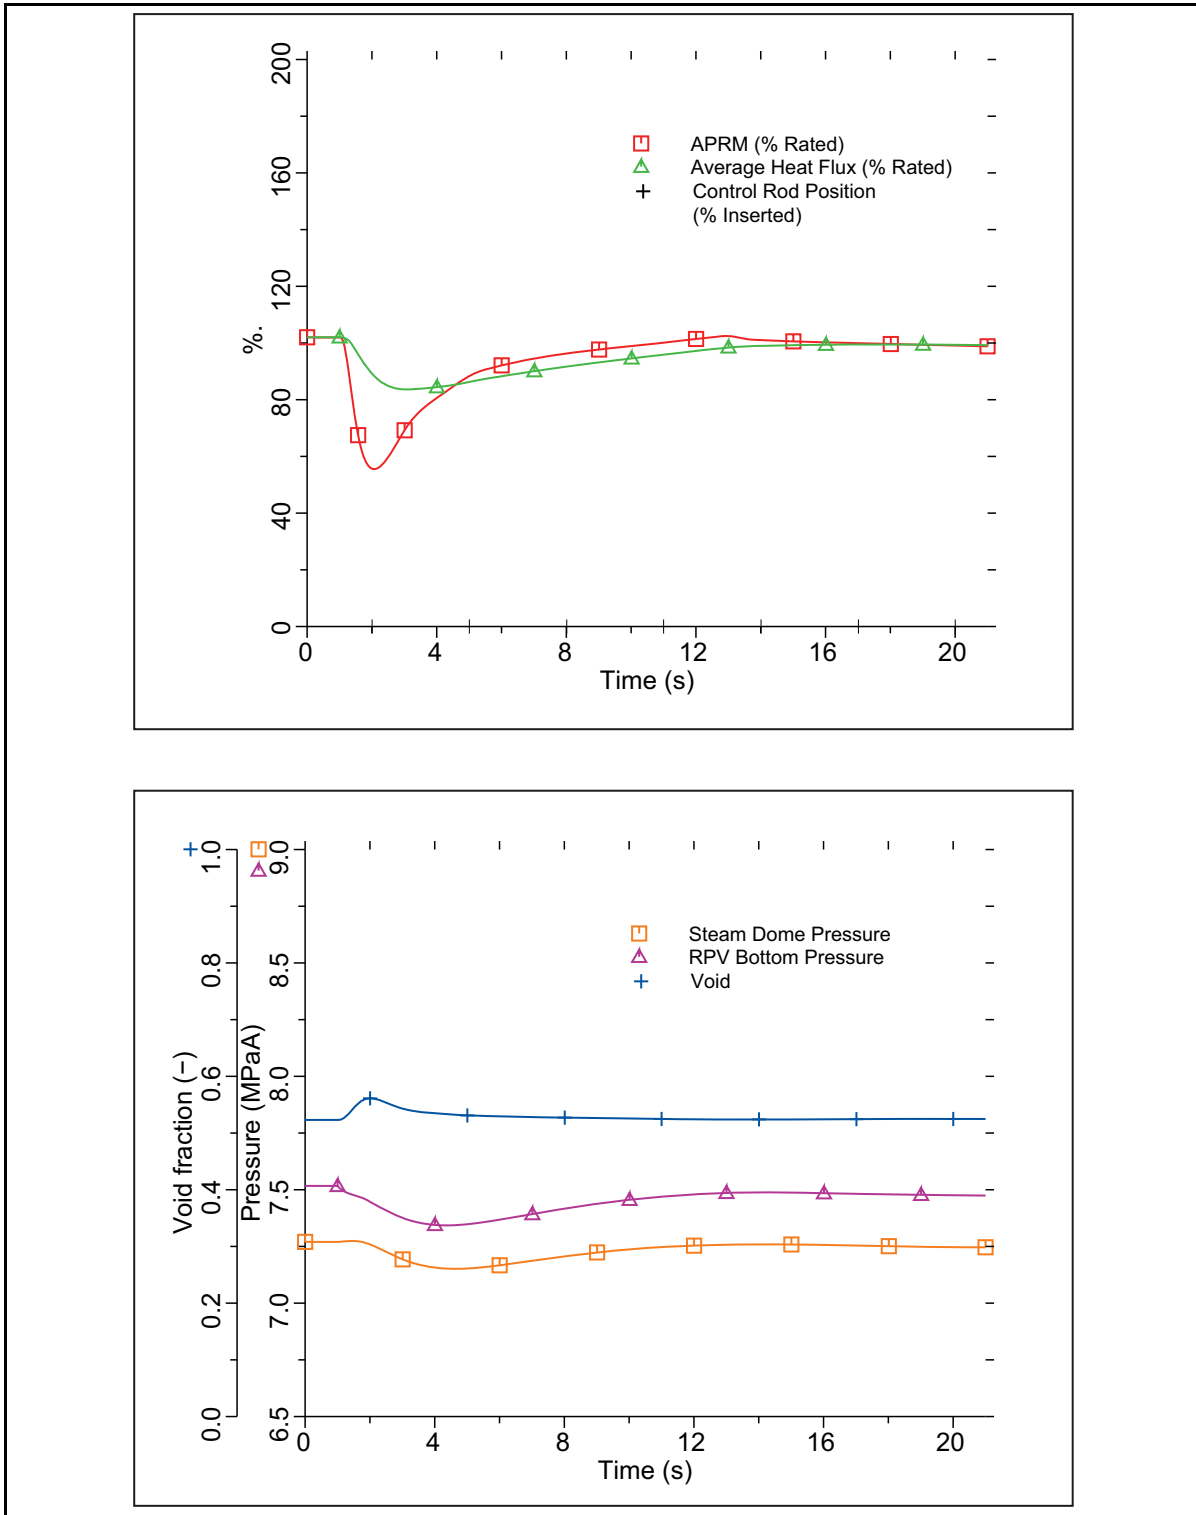 200
160
120
80
40
0
%.
APRM (% Rated)
Average Heat Flux (% Rated)
Control Rod Position
(% Inserted)
0 4 8 12 16 20
Time (s)
1.0
0.8
0.6
0.4
0.2
0.0
Void fraction (−)
9.0
8.5
8.0
7.5
7.0
6.5
Pressure (MPaA)
Steam Dome Pressure
RPV Bottom Pressure
Void
0 4 8 12 16 20
Time (s)